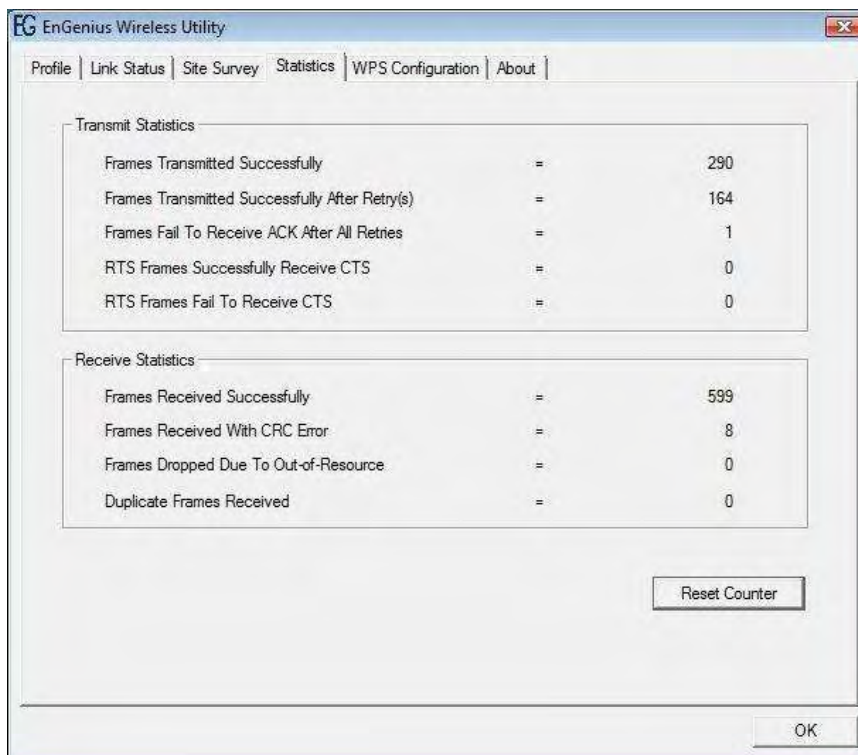 EG EnGenius Wireless Utility
Profile Link Status Site Survey Statistics WPS Configuration About
Transmit Statistics
Frames Transmitted Successfully = 290
Frames Transmitted Successfully After Retry(s) = 164
Frames Fail To Receive ACK After All Retries = 1
RTS Frames Successfully Receive CTS = 0
RTS Frames Fail To Receive CTS = 0
Receive Statistics
Frames Received Successfully = 599
Frames Received With CRC Error = 8
Frames Dropped Due To Out-of-Resource = 0
Duplicate Frames Received = 0
Reset Counter
OK